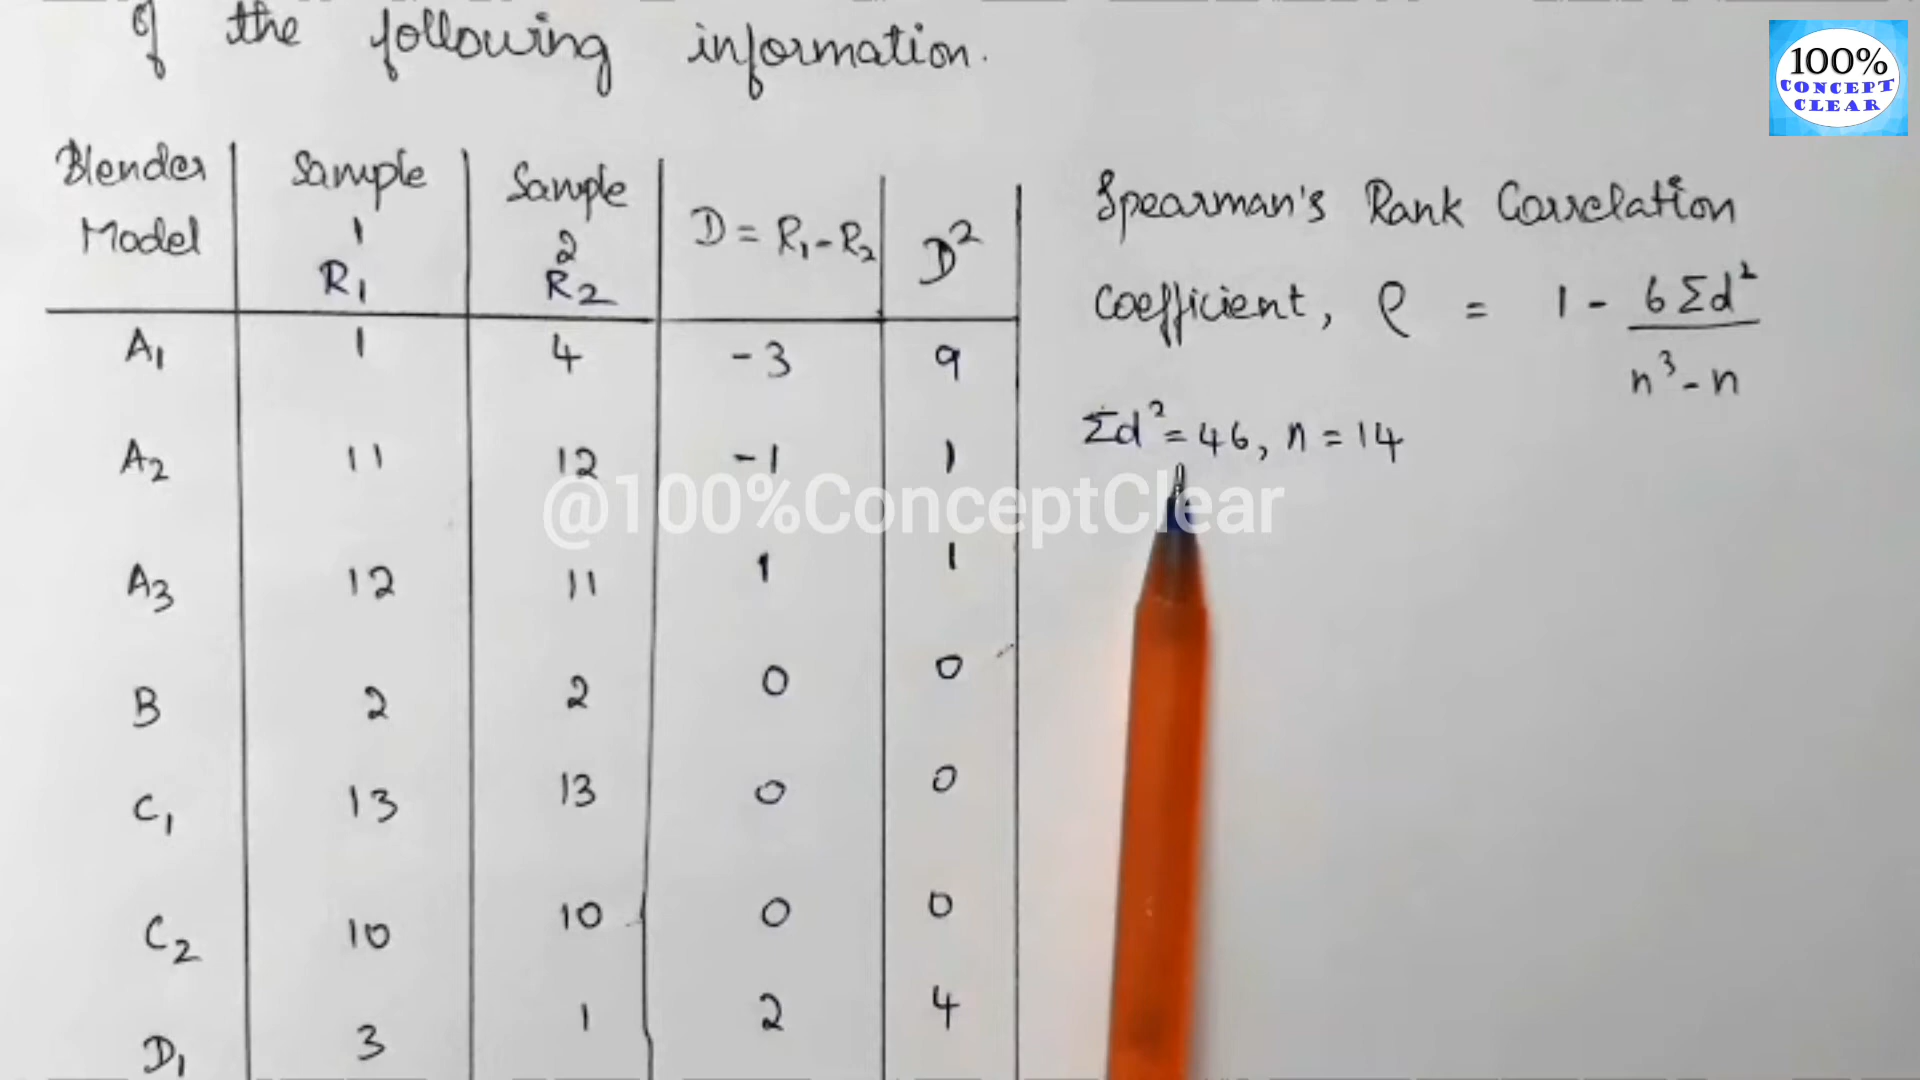 of the following information.
100%
CONCEPT
CLEAR
Blender Model | Sample 1 R₁ | Sample 2 R₂ | D = R₁ - R₂ | D²
A₁ | 1 | 4 | -3 | 9
A₂ | 11 | 12 | -1 | 1
A₃ | 12 | 11 | 1 | 1
B | 2 | 2 | 0 | 0
C₁ | 13 | 13 | 0 | 0
C₂ | 10 | 10 | 0 | 0
D₁ | 3 | 1 | 2 | 4
Spearman's Rank Correlation
Coefficient, ρ = 1 - 6Σd² / n³ - n
Σd² = 46, n = 14
@100%ConceptClear